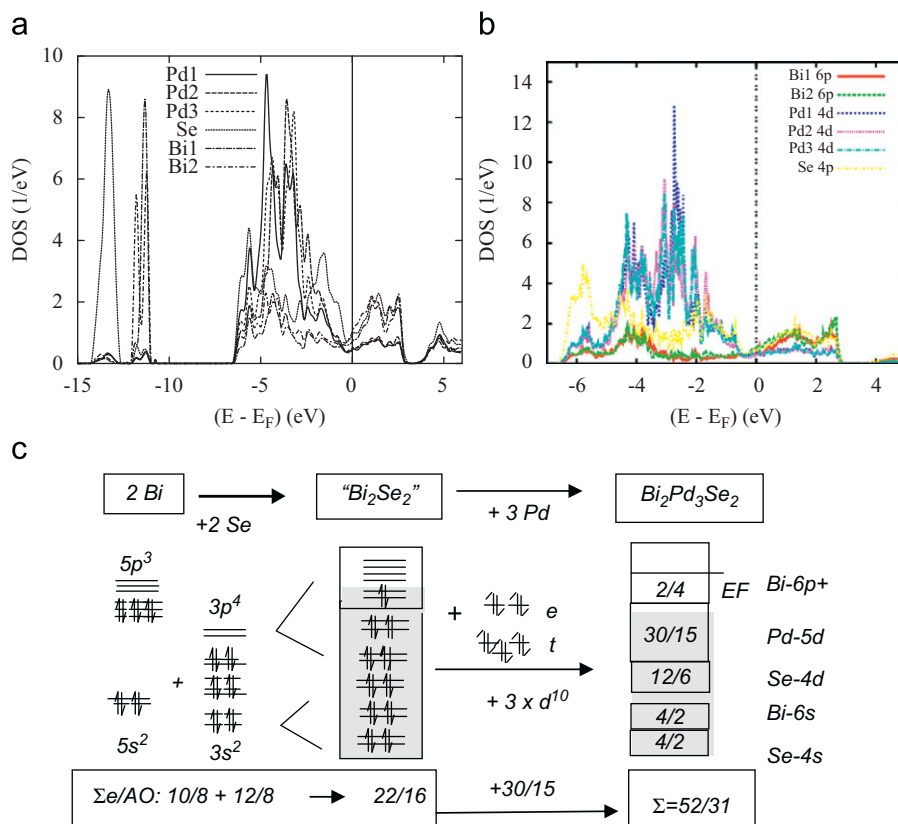 a
DOS (1/eV)
10
8
6
4
2
0
Pd1
Pd2
Pd3
Se
Bi1
Bi2
-15
-10
-5
0
5
(E - E_F) (eV)
b
DOS (1/eV)
14
12
10
8
6
4
2
0
Bi1 6p
Bi2 6p
Pd1 4d
Pd2 4d
Pd3 4d
Se 4p
-6
-4
-2
0
2
4
(E - E_F) (eV)
c
2 Bi
+2 Se
“Bi₂Se₂”
+ 3 Pd
Bi₂Pd₃Se₂
5p³
3p⁴
+
5s²
3s²
+
e
t
+ 3 x d¹⁰
2/4
EF
Bi-6p+
30/15
Pd-5d
12/6
Se-4d
4/2
Bi-6s
4/2
Se-4s
Σe/AO: 10/8 + 12/8
22/16
+30/15
Σ=52/31